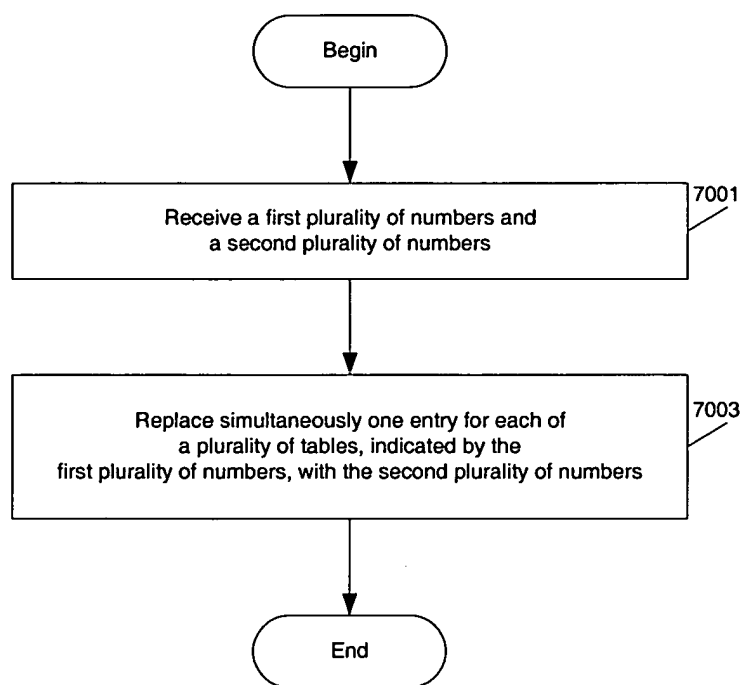 Begin
7001
Receive a first plurality of numbers and
a second plurality of numbers
7003
Replace simultaneously one entry for each of
a plurality of tables, indicated by the
first plurality of numbers, with the second plurality of numbers
End